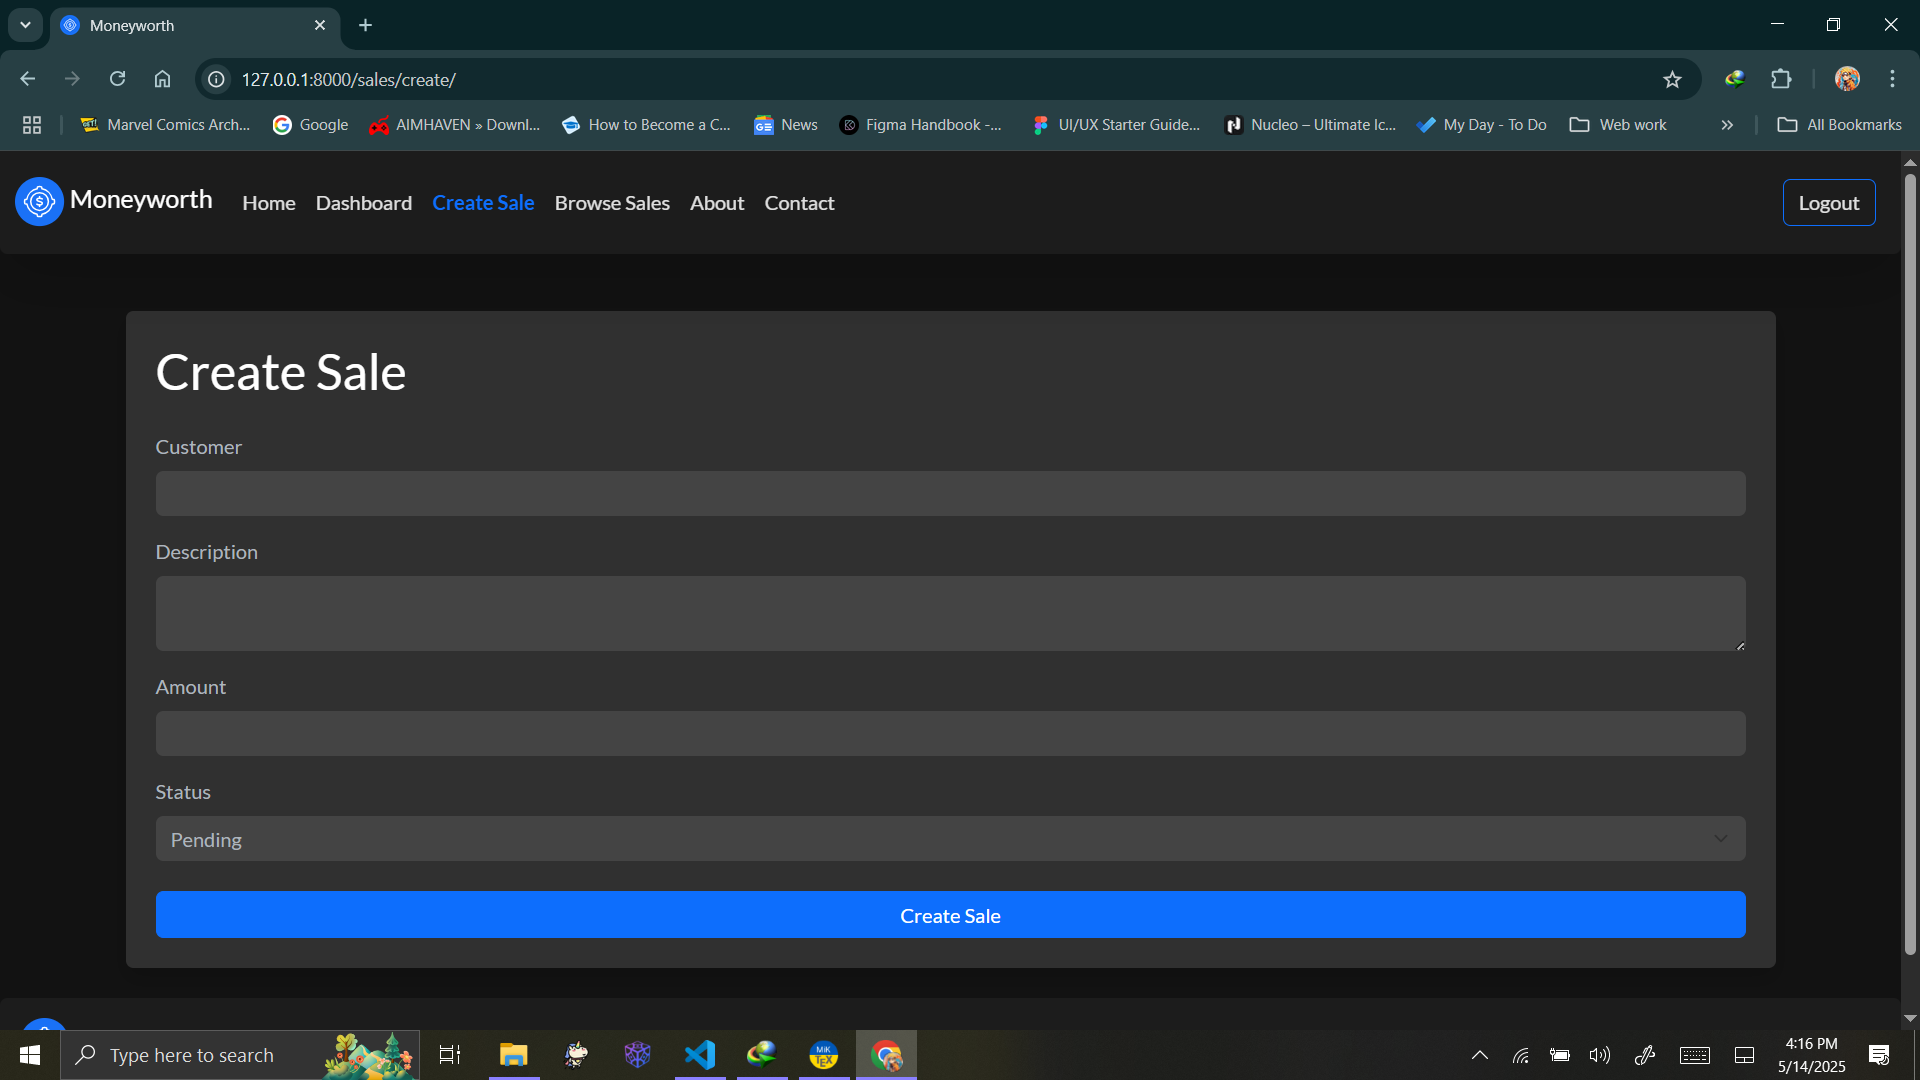 Moneyworth
127.0.0.1:8000/sales/create/
Marvel Comics Arch...
Google
AIMHAVEN » Downl...
How to Become a C...
News
Figma Handbook -...
UI/UX Starter Guide...
Nucleo – Ultimate Ic...
My Day - To Do
Web work
All Bookmarks
Moneyworth
Home
Dashboard
Create Sale
Browse Sales
About
Contact
Logout
Create Sale
Customer
Description
Amount
Status
Pending
Create Sale
Type here to search
4:16 PM
5/14/2025